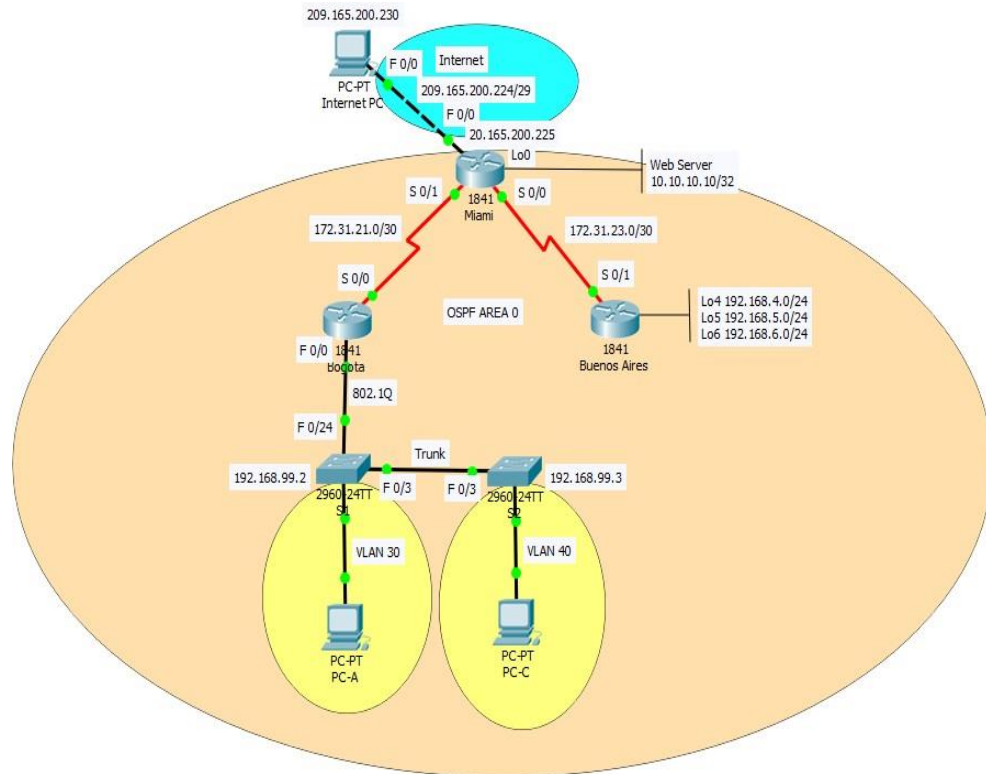 209.165.200.230
F 0/0
Internet
PC-PT
Internet PC
209.165.200.224/29
F 0/0
20.165.200.225
Lo0
Web Server
10.10.10.10/32
S 0/1
S 0/0
1841
Miami
172.31.21.0/30
172.31.23.0/30
S 0/0
S 0/1
OSPF AREA 0
Lo4 192.168.4.0/24
Lo5 192.168.5.0/24
Lo6 192.168.6.0/24
F 0/0
1841
Bogota
1841
Buenos Aires
802.1Q
F 0/24
Trunk
192.168.99.2
F 0/3
F 0/3
192.168.99.3
2960-24TT
S1
2960-24TT
S2
VLAN 30
VLAN 40
PC-PT
PC-A
PC-PT
PC-C